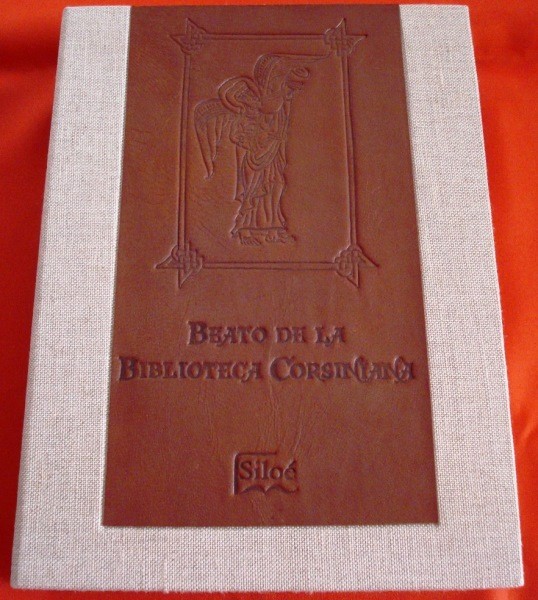 BEATO DE LA
BIBLIOTECA CORSINIANA
Siloé